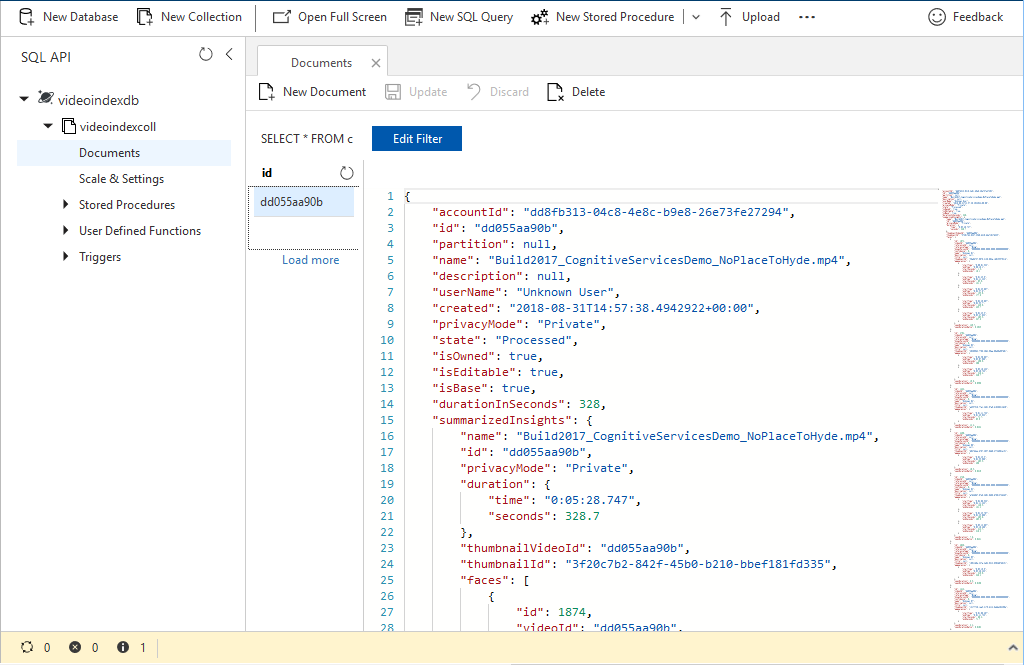 New Database New Collection Open Full Screen New SQL Query New Stored Procedure Upload ... Feedback
SQL API
videoindexdb
videoindexcoll
Documents
Scale & Settings
Stored Procedures
User Defined Functions
Triggers
Documents
New Document Update Discard Delete
SELECT * FROM c Edit Filter
id
dd055aa90b
Load more
1 {
2 "accountId": "dd8fb313-04c8-4e8c-b9e8-26e73fe27294",
3 "id": "dd055aa90b",
4 "partition": null,
5 "name": "Build2017_CognitiveServicesDemo_NoPlaceToHyde.mp4",
6 "description": null,
7 "userName": "Unknown User",
8 "created": "2018-08-31T14:57:38.4942922+00:00",
9 "privacyMode": "Private",
10 "state": "Processed",
11 "isOwned": true,
12 "isEditable": true,
13 "isBase": true,
14 "durationInSeconds": 328,
15 "summarizedInsights": {
16 "name": "Build2017_CognitiveServicesDemo_NoPlaceToHyde.mp4",
17 "id": "dd055aa90b",
18 "privacyMode": "Private",
19 "duration": {
20 "time": "0:05:28.747",
21 "seconds": 328.7
22 },
23 "thumbnailVideoId": "dd055aa90b",
24 "thumbnailId": "3f20c7b2-842f-45b0-b210-bbef181fd335",
25 "faces": [
26 {
27 "id": 1874,
28 "videoId": "dd055aa90b",
0 0 1